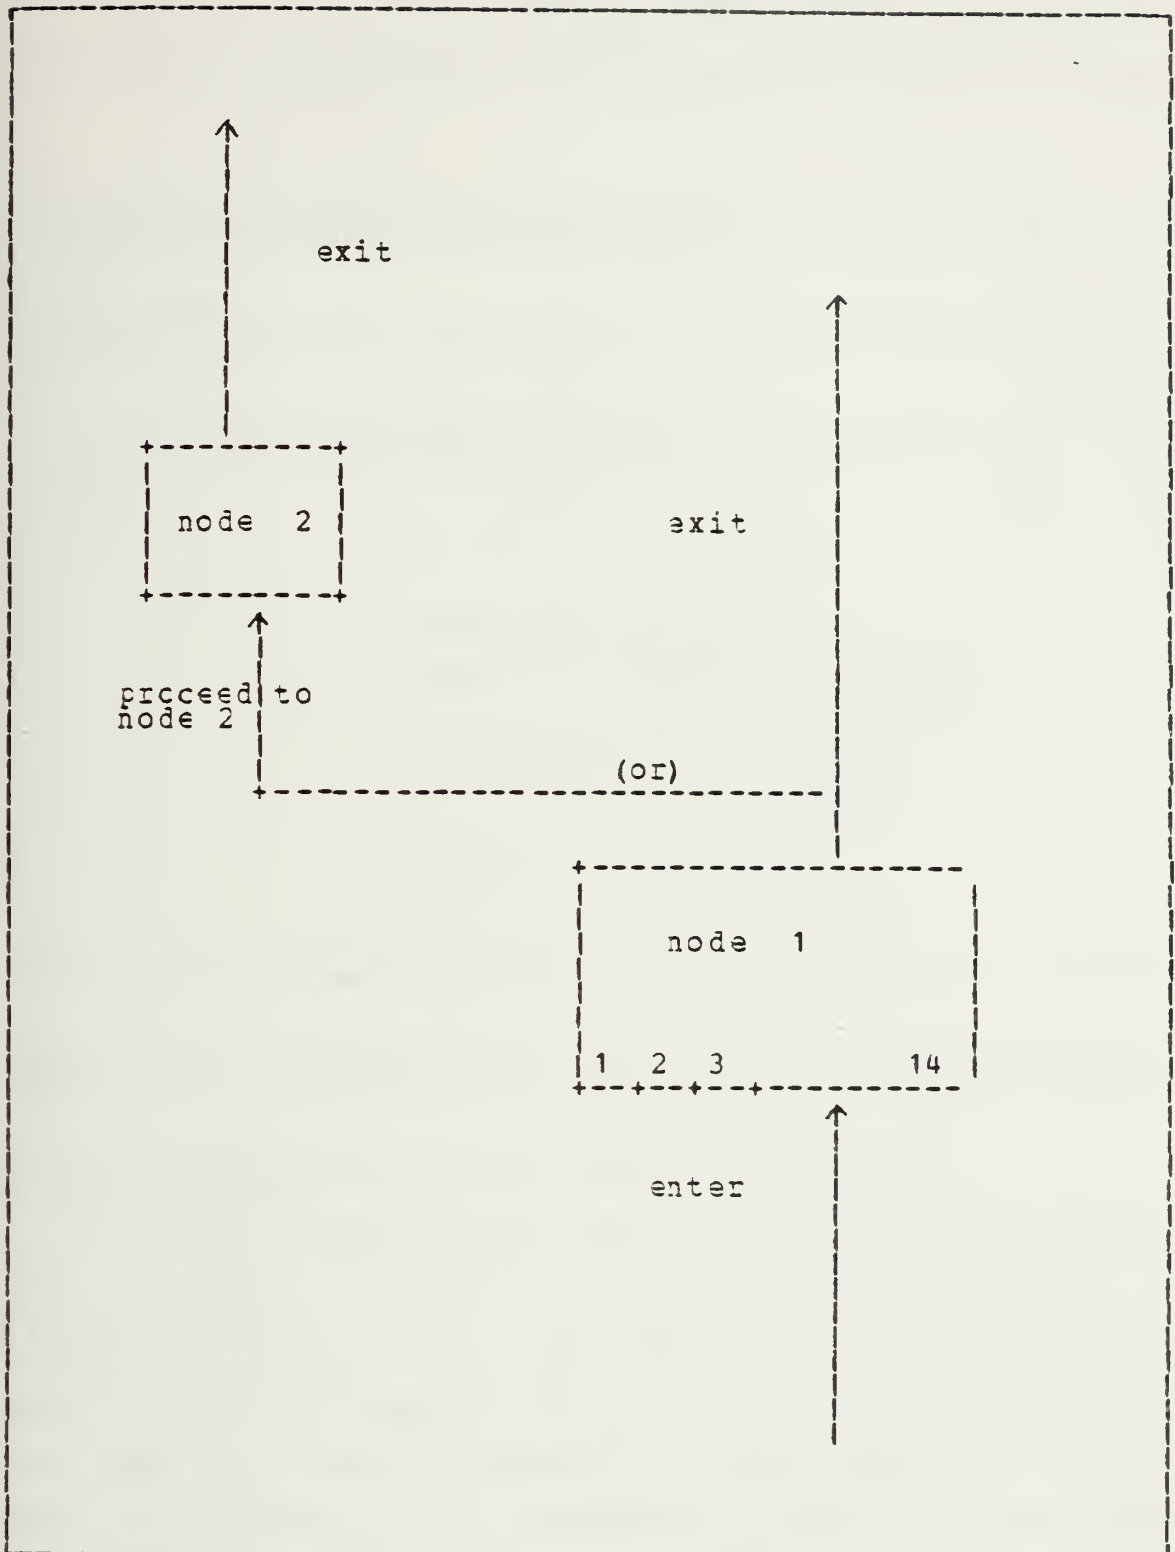 exit
node 2
exit
proceed to
node 2
(or)
node 1
1 2 3 14
enter